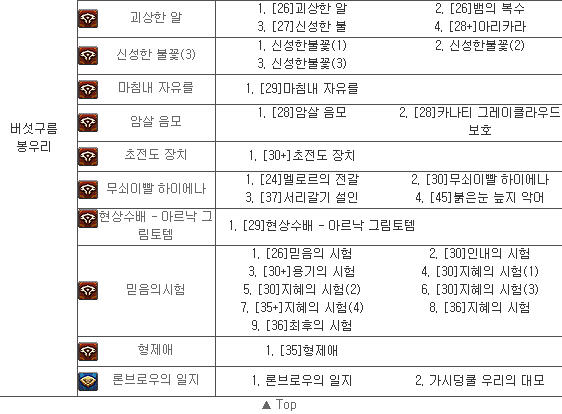 버섯구름
봉우리
괴상한 알
1. [26]괴상한 알 2. [26]뱀의 복수
3. [27]신성한 불 4. [28+]아리카라
신성한 불꽃(3)
1. 신성한불꽃(1) 2. 신성한불꽃(2)
3. 신성한불꽃(3)
마침내 자유를
1. [29]마침내 자유를
암살 음모
1. [28]암살 음모 2. [28]카나티 그레이클라우드
보호
초전도 장치
1. [30+]초전도 장치
무쇠이빨 하이에나
1. [24]멜로르의 전갈 2. [30]무쇠이빨 하이에나
3. [37]서리갈기 설인 4. [45]붉은눈 늪지 악어
현상수배 - 아르낙 그
림토템
1. [29]현상수배 - 아르낙 그림토템
믿음의시험
1. [26]믿음의 시험 2. [30]인내의 시험
3. [30+]용기의 시험 4. [30]지혜의 시험(1)
5. [30]지혜의 시험(2) 6. [30]지혜의 시험(3)
7. [35+]지혜의 시험(4) 8. [36]지혜의 시험
9. [36]최후의 시험
형제애
1. [35]형제애
론브로우의 일지
1. 론브로우의 일지 2. 가시덩쿨 우리의 대모
▲ Top